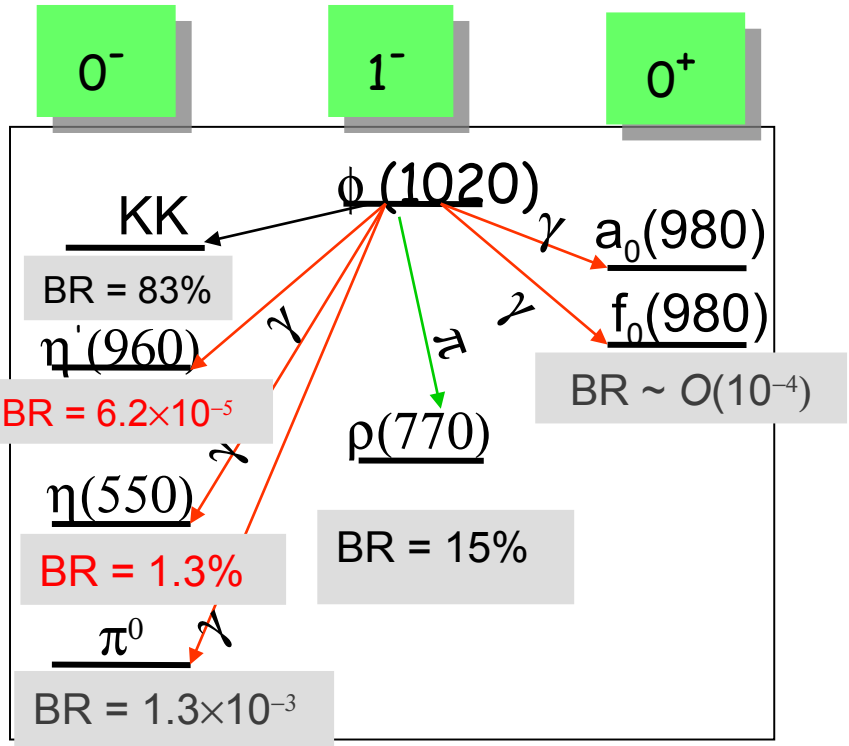 0⁻
1⁻
0⁺
ϕ (1020)
KK
BR = 83%
γ
a₀(980)
γ
f₀(980)
BR ~ O(10⁻⁴)
γ
η'(960)
BR = 6.2×10⁻⁵
π
ρ(770)
BR = 15%
γ
η(550)
BR = 1.3%
γ
π⁰
BR = 1.3×10⁻³